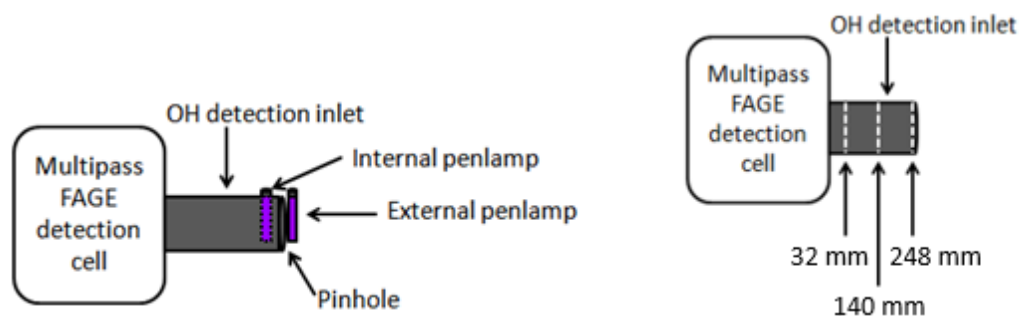 OH detection inlet
Multipass
FAGE
detection
cell
Internal penlamp
External penlamp
Pinhole
OH detection inlet
Multipass
FAGE
detection
cell
32 mm
248 mm
140 mm